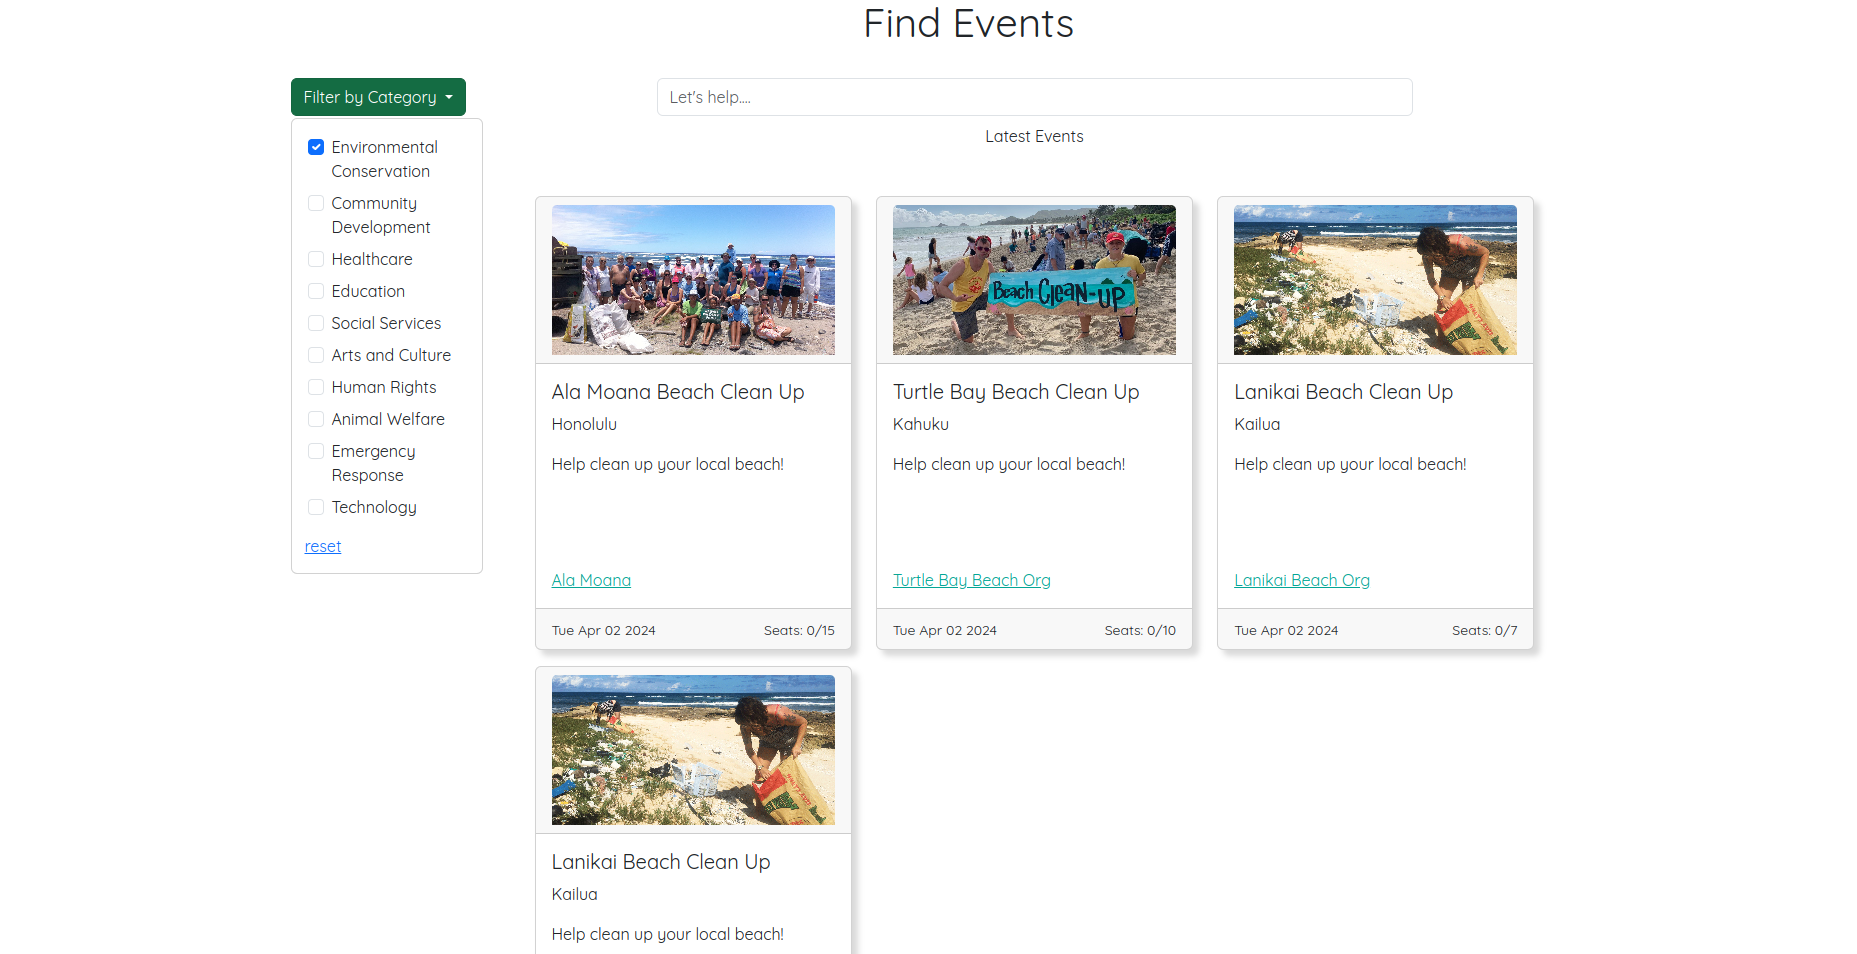 Find Events
Filter by Category
Let's help....
Latest Events
Environmental
Conservation
Community
Development
Healthcare
Education
Social Services
Arts and Culture
Human Rights
Animal Welfare
Emergency
Response
Technology
reset
Ala Moana Beach Clean Up
Honolulu
Help clean up your local beach!
Ala Moana
Tue Apr 02 2024 Seats: 0/15
Beach Clean-up
Turtle Bay Beach Clean Up
Kahuku
Help clean up your local beach!
Turtle Bay Beach Org
Tue Apr 02 2024 Seats: 0/10
Lanikai Beach Clean Up
Kailua
Help clean up your local beach!
Lanikai Beach Org
Tue Apr 02 2024 Seats: 0/7
Lanikai Beach Clean Up
Kailua
Help clean up your local beach!